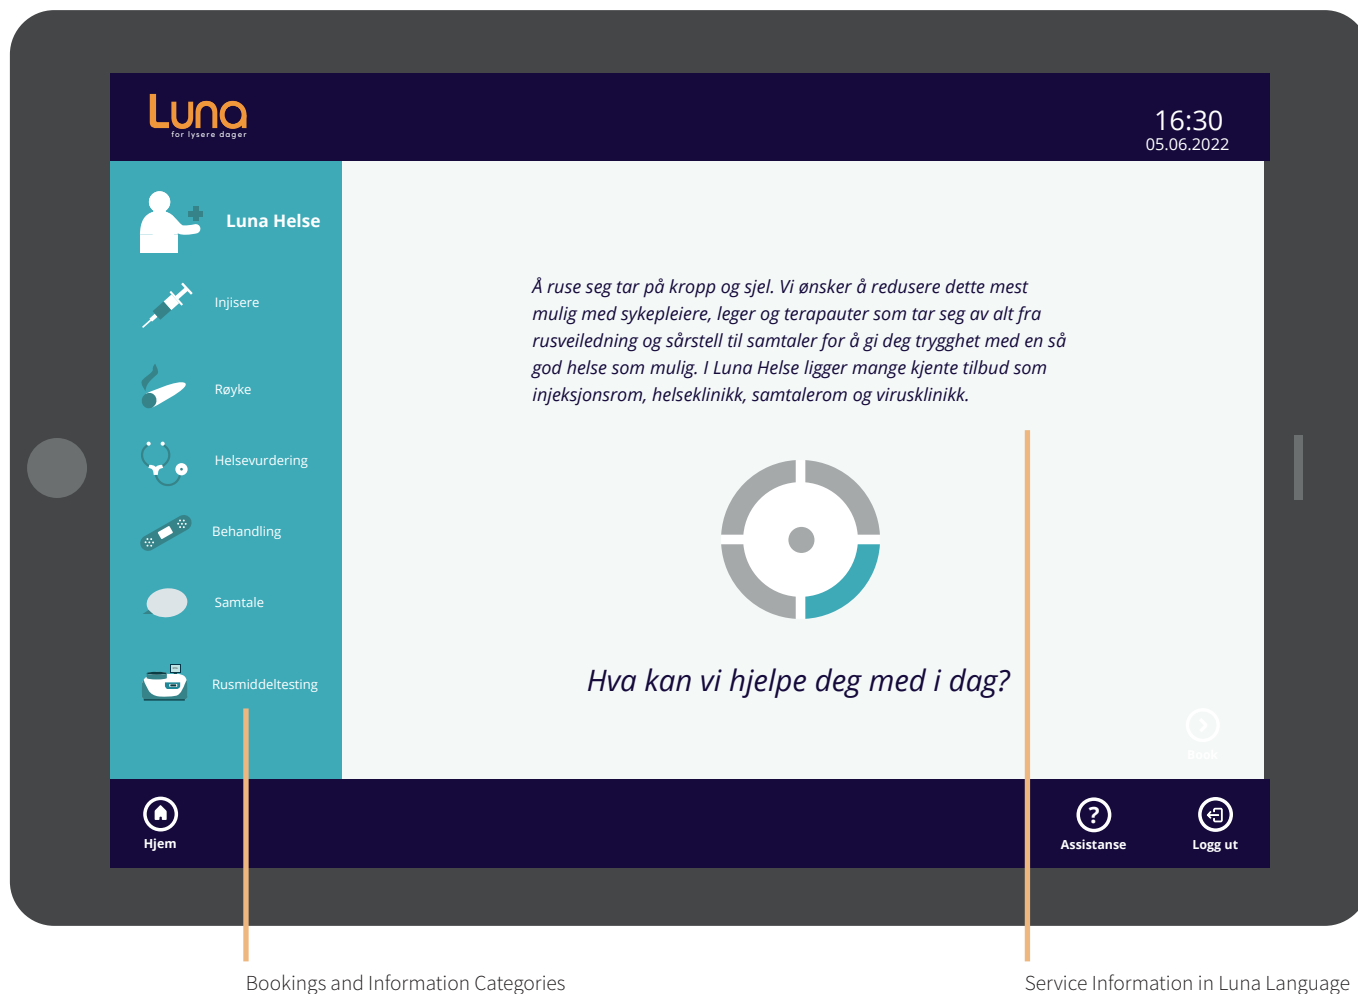 Luna
for lysere dager
16:30
05.06.2022
Luna Helse
Injisere
Røyke
Helsevurdering
Behandling
Samtale
Rusmiddeltesting
Å ruse seg tar på kropp og sjel. Vi ønsker å redusere dette mest
mulig med sykepleiere, leger og terapauter som tar seg av alt fra
rusveiledning og sårstell til samtaler for å gi deg trygghet med en så
god helse som mulig. I Luna Helse ligger mange kjente tilbud som
injeksjonsrom, helseklinikk, samtalerom og virusklinikk.
Hva kan vi hjelpe deg med i dag?
Book
Hjem
Assistanse
Logg ut
Bookings and Information Categories
Service Information in Luna Language